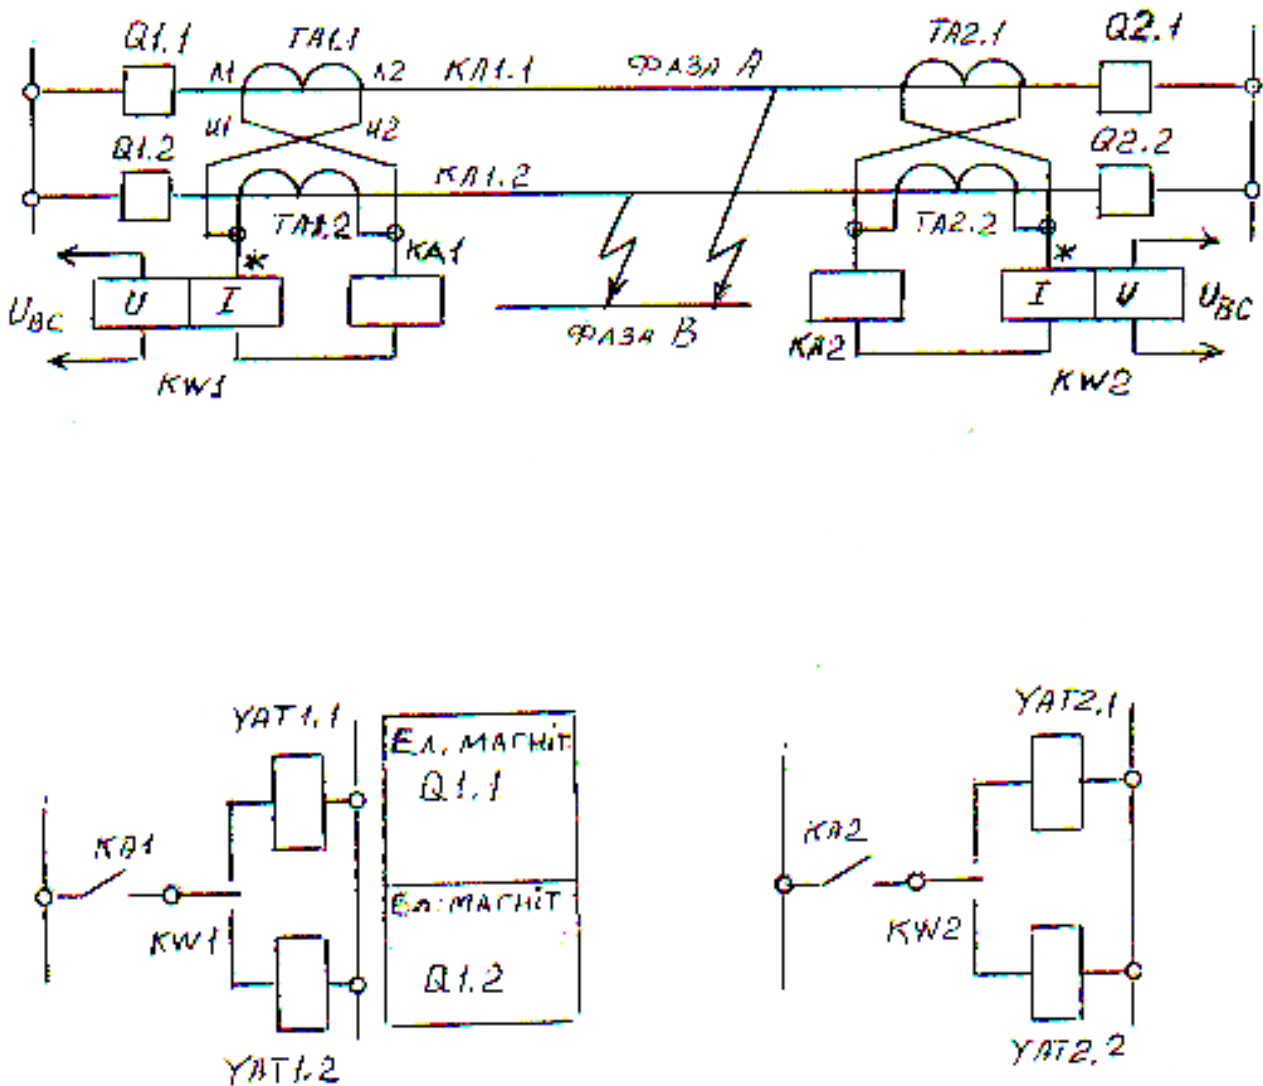 Q1.1 ТА1.1 ТА2.1 Q2.1
Л1 Л2 КЛ1.1 ФАЗА А
И1 И2
Q1.2 КЛ1.2 Q2.2
ТА1.2 КА1 ТА2.2
* *
U I I U
UВС ФАЗА В КА2 UВС
KW1 KW2
YAT1.1 YAT2.1
Ел. МАГНіТ
Q1.1
КА1 КА2
Ел. МАГНіТ
KW1 KW2
Q1.2
YAT1.2 YAT2.2